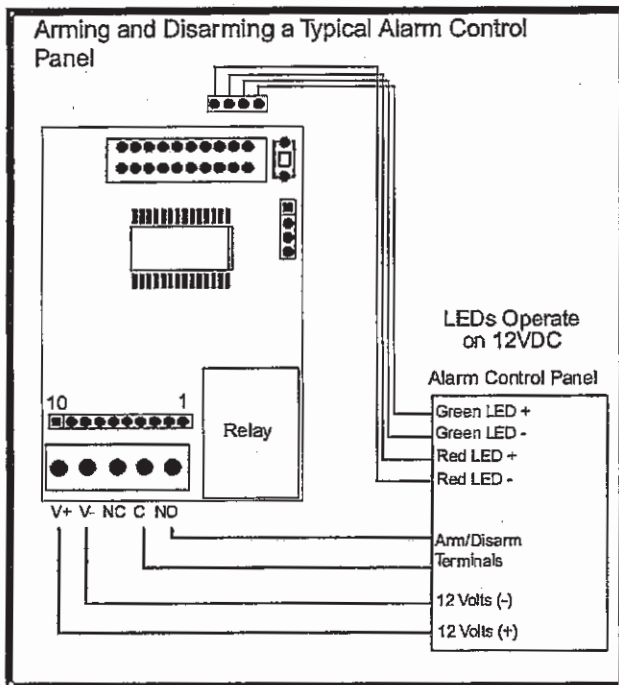 Arming and Disarming a Typical Alarm Control
Panel
LEDs Operate
on 12VDC
Alarm Control Panel
Green LED +
Green LED -
Red LED +
Red LED -
10
1
Relay
V+ V- NC C NO
Arm/Disarm
Terminals
12 Volts (-)
12 Volts (+)